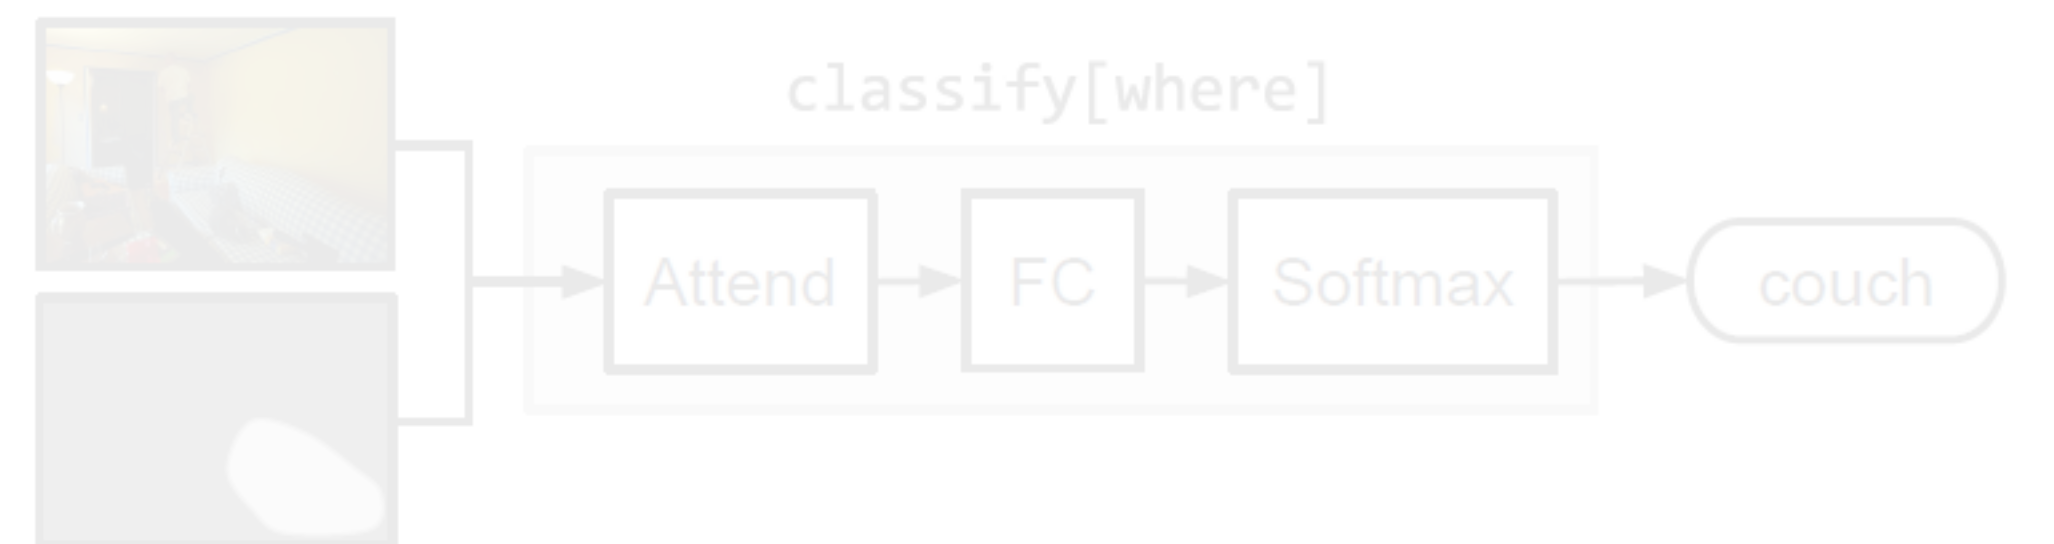 classify[where]
Attend
FC
Softmax
couch